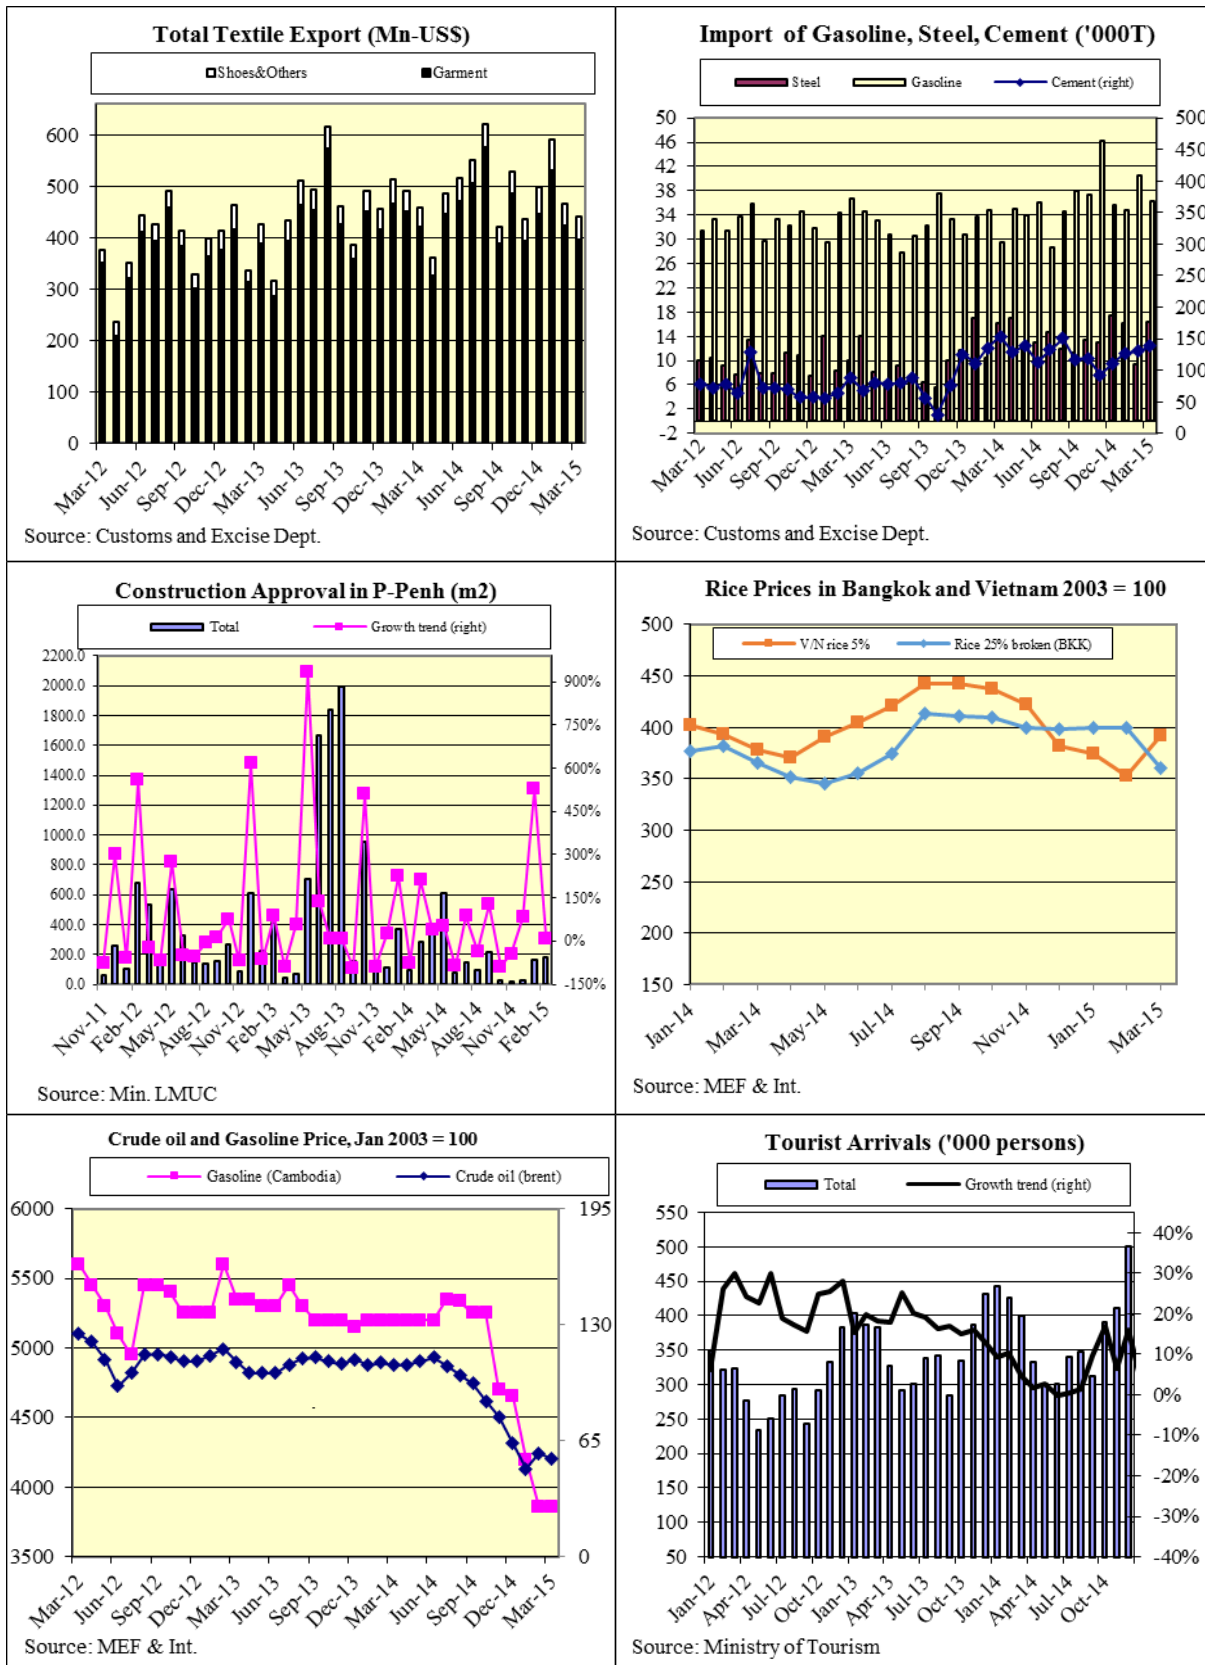 Total Textile Export (Mn-US$)
Shoes&Others Garment
600
500
400
300
200
100
0
Mar-12 Jun-12 Sep-12 Dec-12 Mar-13 Jun-13 Sep-13 Dec-13 Mar-14 Jun-14 Sep-14 Dec-14 Mar-15
Source: Customs and Excise Dept.
Import of Gasoline, Steel, Cement ('000T)
Steel Gasoline Cement (right)
50 500
46 450
42 400
38 350
34 300
30 250
26 200
22 150
18 100
14 50
10 0
6
2
-2
Mar-12 Jun-12 Sep-12 Dec-12 Mar-13 Jun-13 Sep-13 Dec-13 Mar-14 Jun-14 Sep-14 Dec-14 Mar-15
Source: Customs and Excise Dept.
Construction Approval in P-Penh (m2)
Total Growth trend (right)
2200.0 900%
2000.0 750%
1800.0 600%
1600.0 450%
1400.0 300%
1200.0 150%
1000.0 0%
800.0 -150%
600.0
400.0
200.0
0.0
Nov-11 Feb-12 May-12 Aug-12 Nov-12 Feb-13 May-13 Aug-13 Nov-13 Feb-14 May-14 Aug-14 Nov-14 Feb-15
Source: Min. LMUC
Rice Prices in Bangkok and Vietnam 2003 = 100
V/N rice 5% Rice 25% broken (BKK)
500
450
400
350
300
250
200
150
Jan-14 Mar-14 May-14 Jul-14 Sep-14 Nov-14 Jan-15 Mar-15
Source: MEF & Int.
Crude oil and Gasoline Price, Jan 2003 = 100
Gasoline (Cambodia) Crude oil (brent)
6000 195
5500 130
5000 65
4500 0
4000
3500
Mar-12 Jun-12 Sep-12 Dec-12 Mar-13 Jun-13 Sep-13 Dec-13 Mar-14 Jun-14 Sep-14 Dec-14 Mar-15
Source: MEF & Int.
Tourist Arrivals ('000 persons)
Total Growth trend (right)
550 40%
500 30%
450 20%
400 10%
350 0%
300 -10%
250 -20%
200 -30%
150 -40%
100
50
Jan-12 Apr-12 Jul-12 Oct-12 Jan-13 Apr-13 Jul-13 Oct-13 Jan-14 Apr-14 Jul-14 Oct-14
Source: Ministry of Tourism